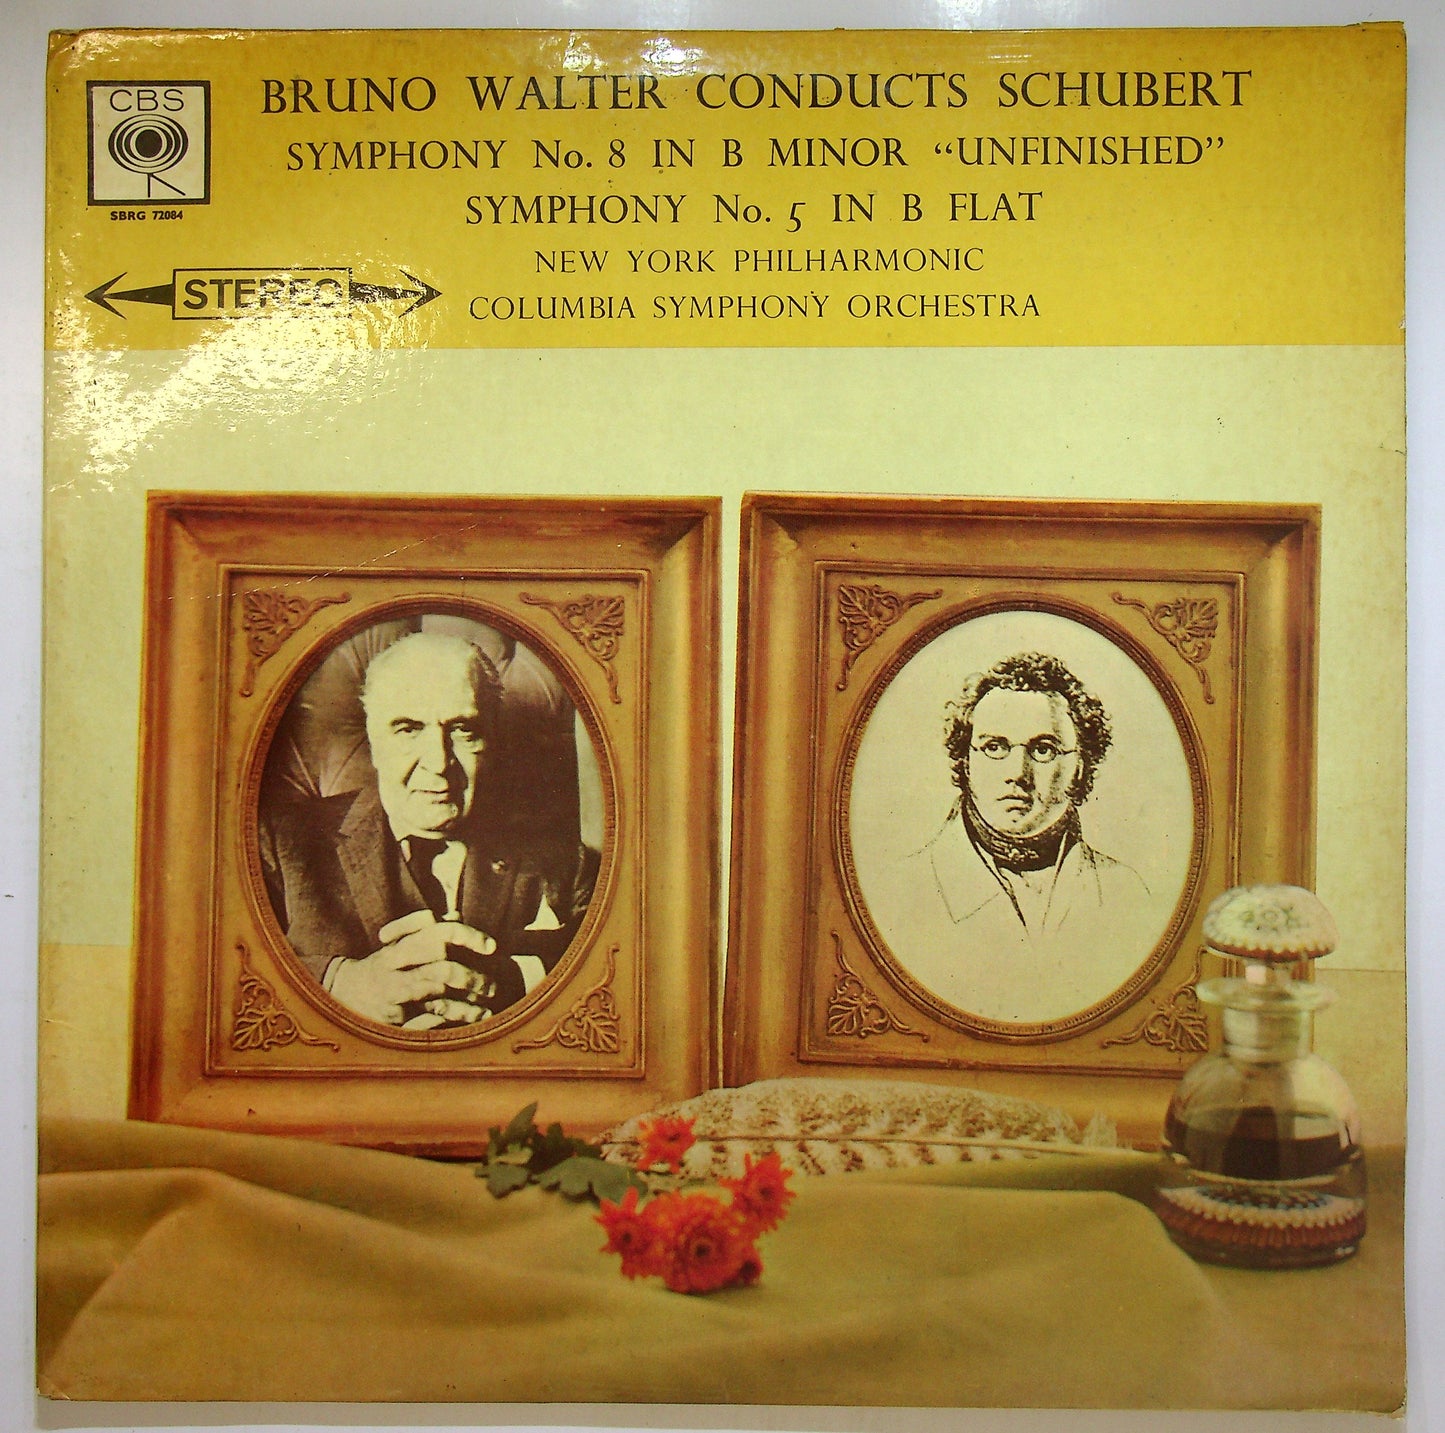 CBS
SBRG 72084
BRUNO WALTER CONDUCTS SCHUBERT
SYMPHONY No. 8 IN B MINOR “UNFINISHED”
SYMPHONY No. 5 IN B FLAT
NEW YORK PHILHARMONIC
COLUMBIA SYMPHONY ORCHESTRA
STEREO